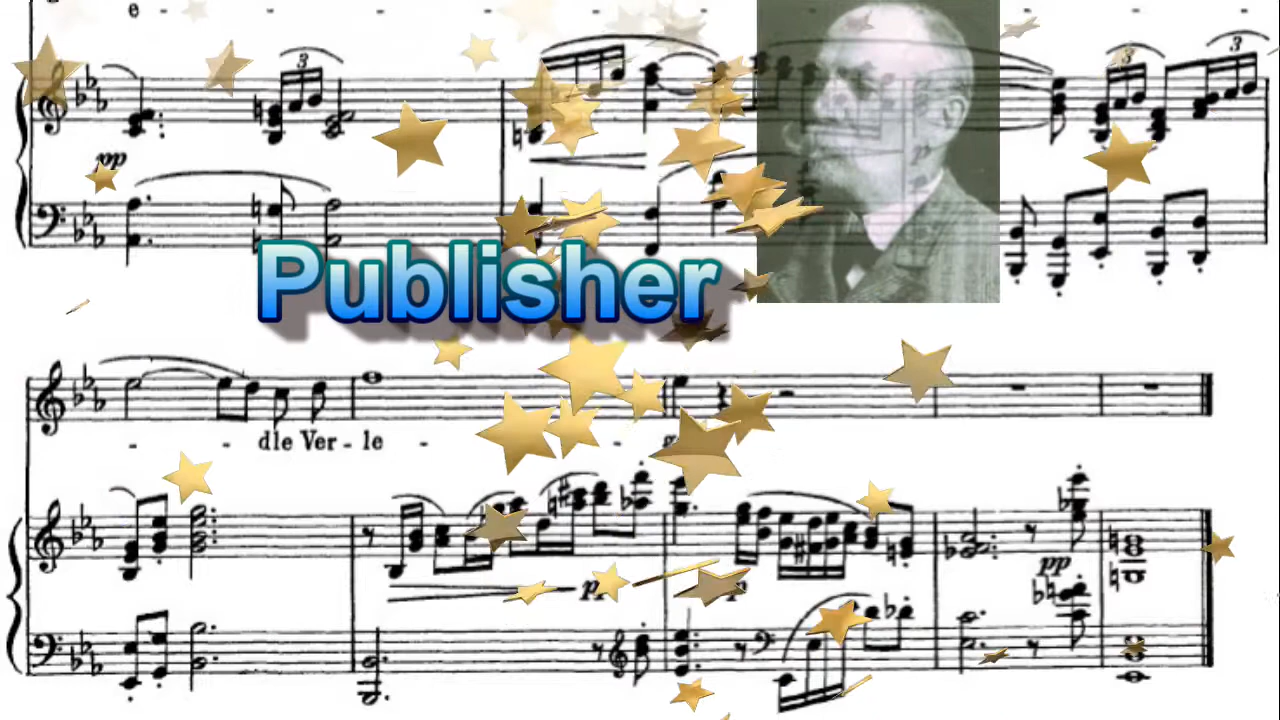 e - - - - - - - -
Publisher
- - dle Ver - le - - -